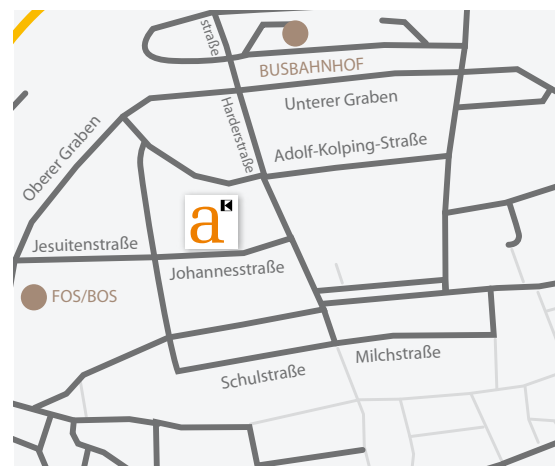 straße
BUSBAHNHOF
Unterer Graben
Harderstraße
Oberer Graben
Adolf-Kolping-Straße
a
K
Jesuitenstraße
Johannesstraße
FOS/BOS
Milchstraße
Schulstraße